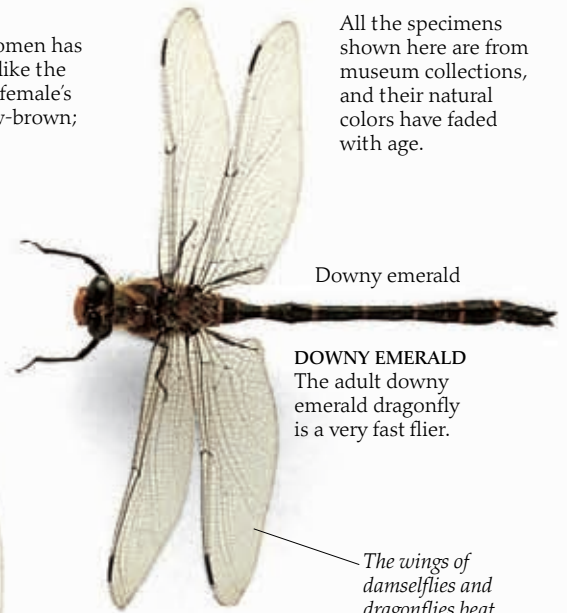 omen has
like the
female's
y-brown;
All the specimens
shown here are from
museum collections,
and their natural
colors have faded
with age.
Downy emerald
DOWNY EMERALD
The adult downy
emerald dragonfly
is a very fast flier.
The wings of
damselflies and
dragonflies beat